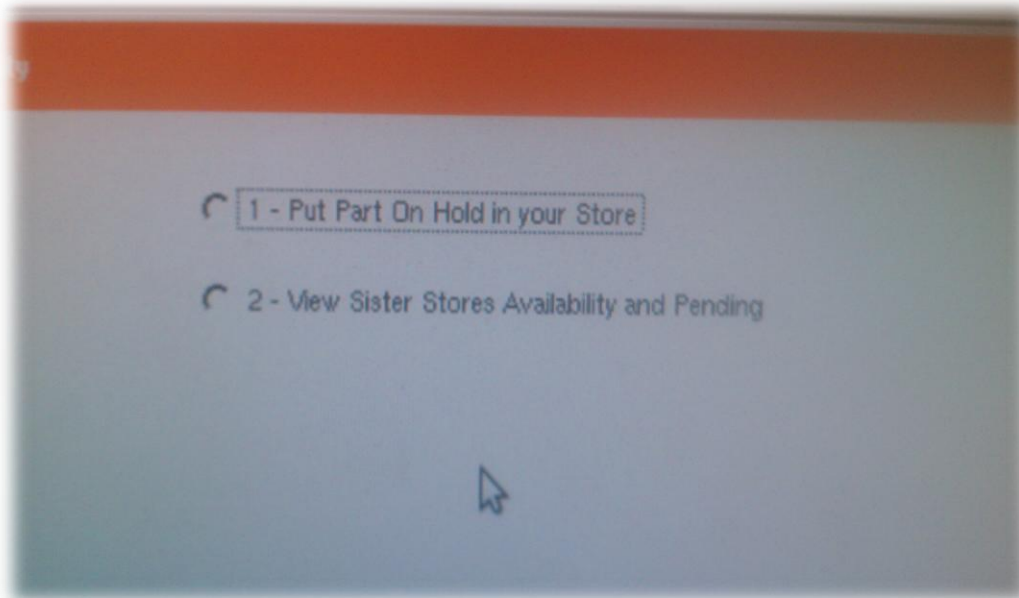 1 - Put Part On Hold in your Store
2 - View Sister Stores Availability and Pending